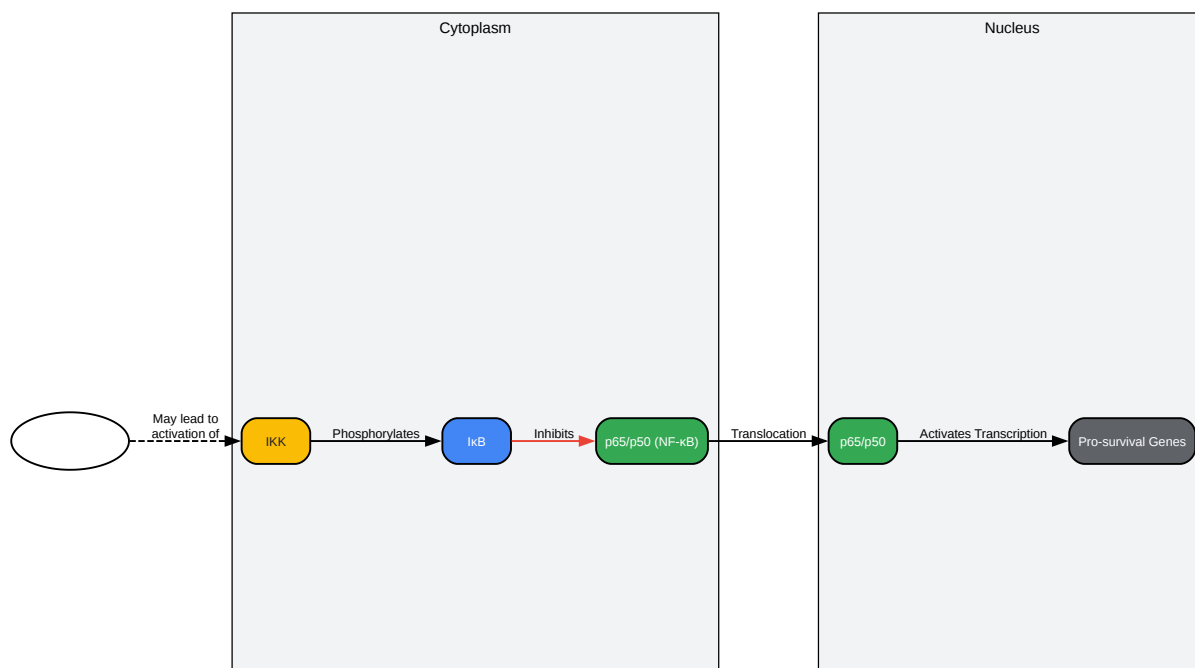 Cytoplasm
Nucleus
May lead to
activation of
IKK
Phosphorylates
IκB
Inhibits
p65/p50 (NF-κB)
Translocation
p65/p50
Activates Transcription
Pro-survival Genes